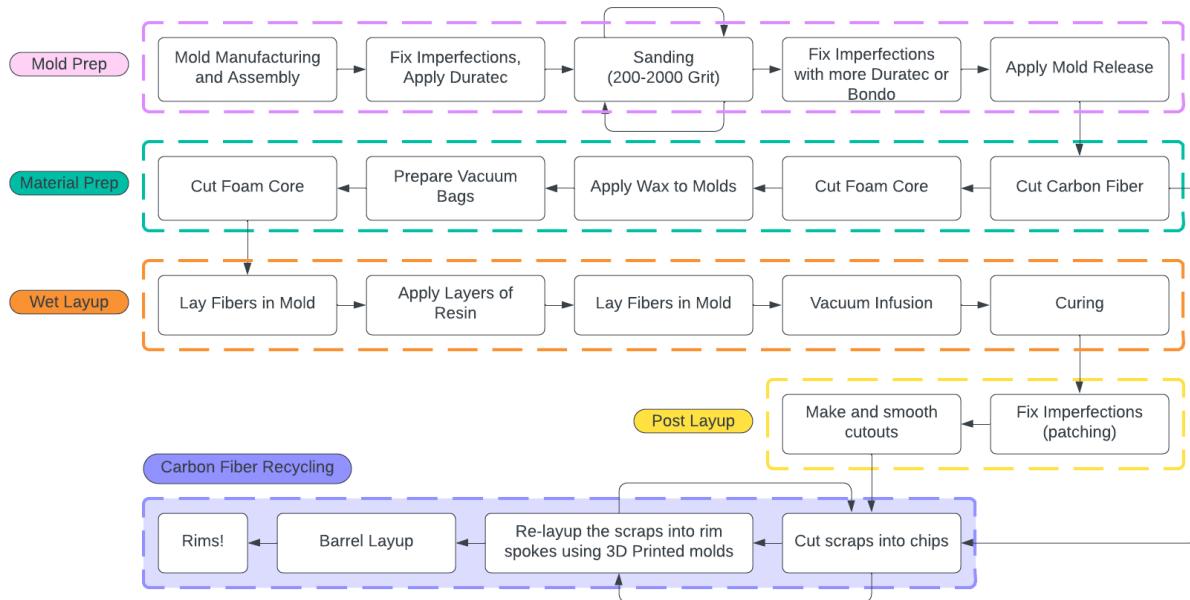 Mold Prep
Mold Manufacturing
and Assembly
Fix Imperfections,
Apply Duratec
Sanding
(200-2000 Grit)
Fix Imperfections
with more Duratec or
Bondo
Apply Mold Release
Material Prep
Cut Foam Core
Prepare Vacuum
Bags
Apply Wax to Molds
Cut Foam Core
Cut Carbon Fiber
Wet Layup
Lay Fibers in Mold
Apply Layers of
Resin
Lay Fibers in Mold
Vacuum Infusion
Curing
Post Layup
Make and smooth
cutouts
Fix Imperfections
(patching)
Carbon Fiber Recycling
Rims!
Barrel Layup
Re-layup the scraps into rim
spokes using 3D Printed molds
Cut scraps into chips